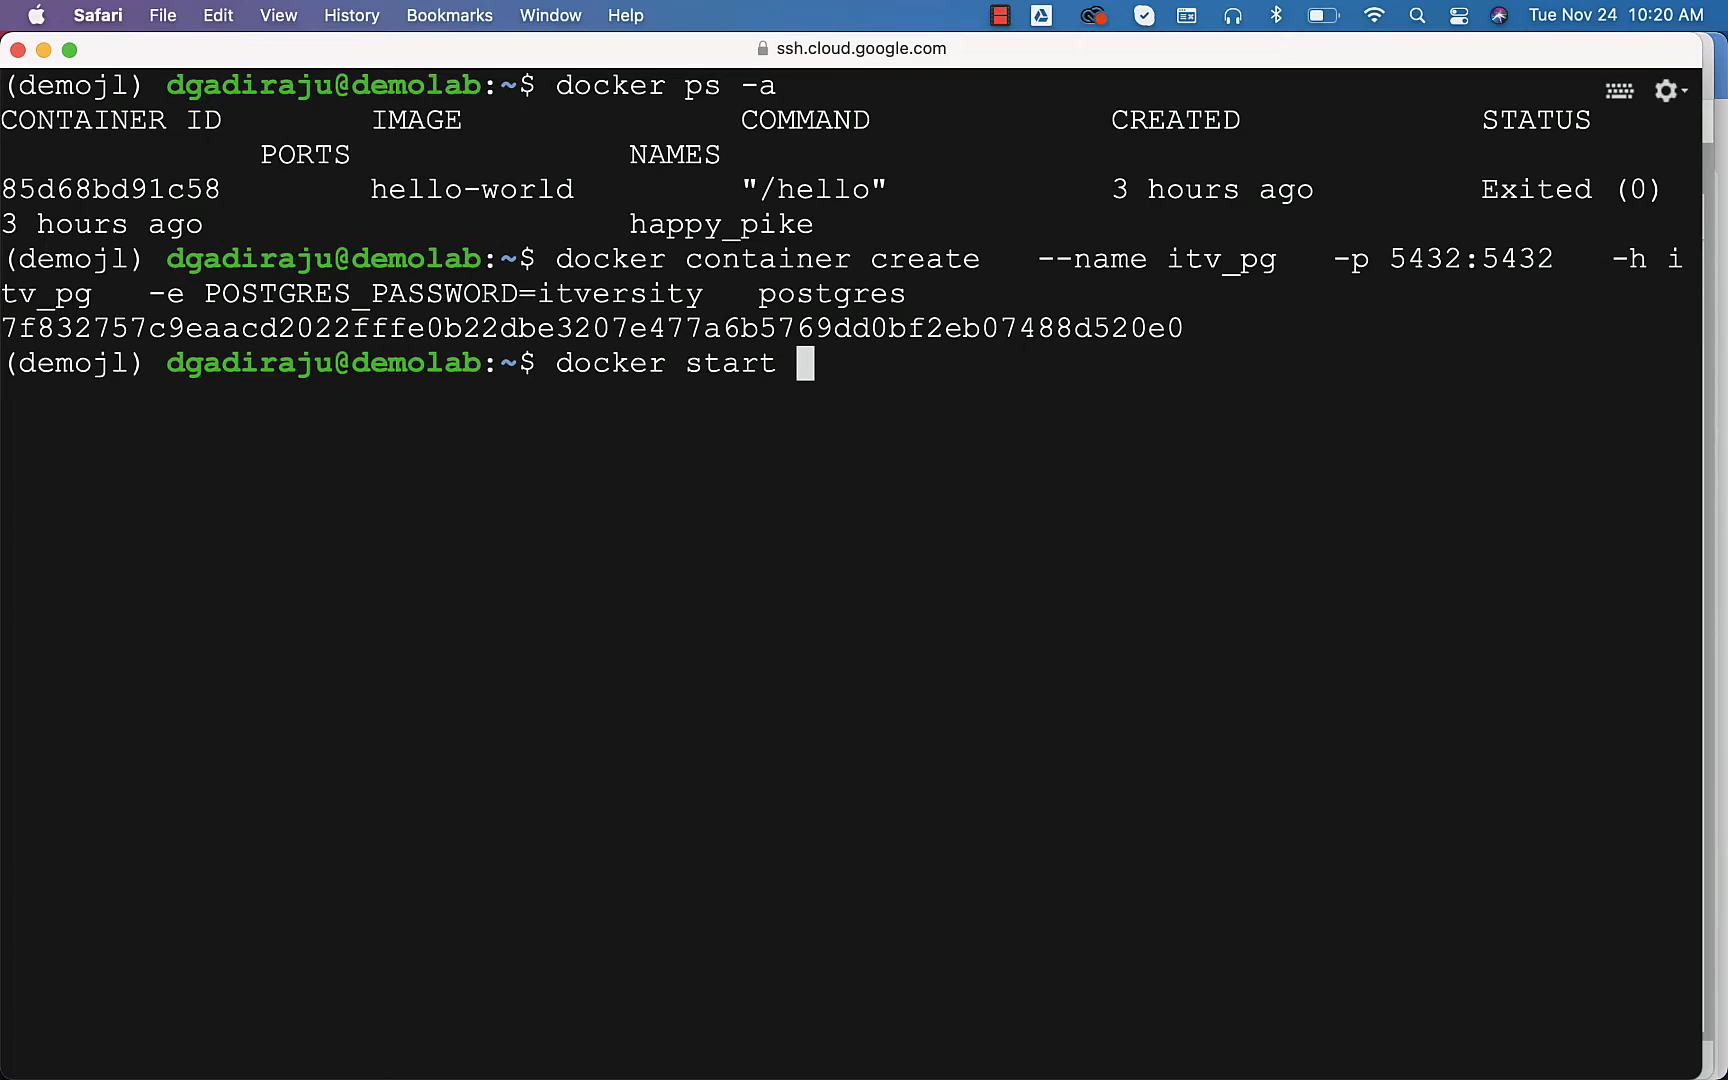 Safari File Edit View History Bookmarks Window Help Tue Nov 24 10:20 AM
ssh.cloud.google.com
(demojl) dgadiraju@demolab:~$ docker ps -a
CONTAINER ID        IMAGE               COMMAND             CREATED             STATUS
              PORTS               NAMES
85d68bd91c58        hello-world         "/hello"            3 hours ago         Exited (0)
3 hours ago                       happy_pike
(demojl) dgadiraju@demolab:~$ docker container create   --name itv_pg   -p 5432:5432   -h i
tv_pg   -e POSTGRES_PASSWORD=itversity   postgres
7f832757c9eaacd2022fffe0b22dbe3207e477a6b5769dd0bf2eb07488d520e0
(demojl) dgadiraju@demolab:~$ docker start